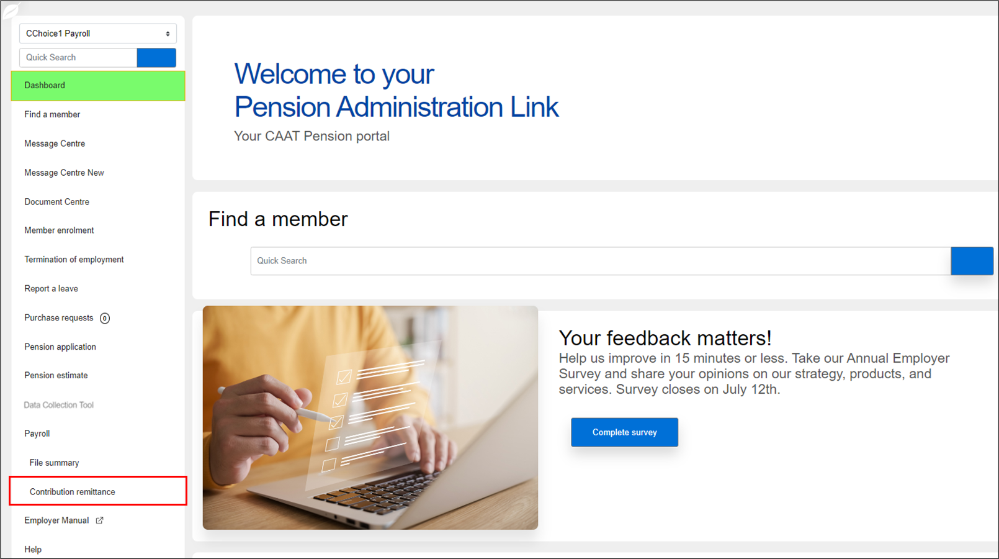 CChoice1 Payroll
Quick Search
Dashboard
Find a member
Message Centre
Message Centre New
Document Centre
Member enrolment
Termination of employment
Report a leave
Purchase requests 0
Pension application
Pension estimate
Data Collection Tool
Payroll
File summary
Contribution remittance
Employer Manual
Help
Welcome to your
Pension Administration Link
Your CAAT Pension portal
Find a member
Quick Search
Your feedback matters!
Help us improve in 15 minutes or less. Take our Annual Employer
Survey and share your opinions on our strategy, products, and
services. Survey closes on July 12th.
Complete survey